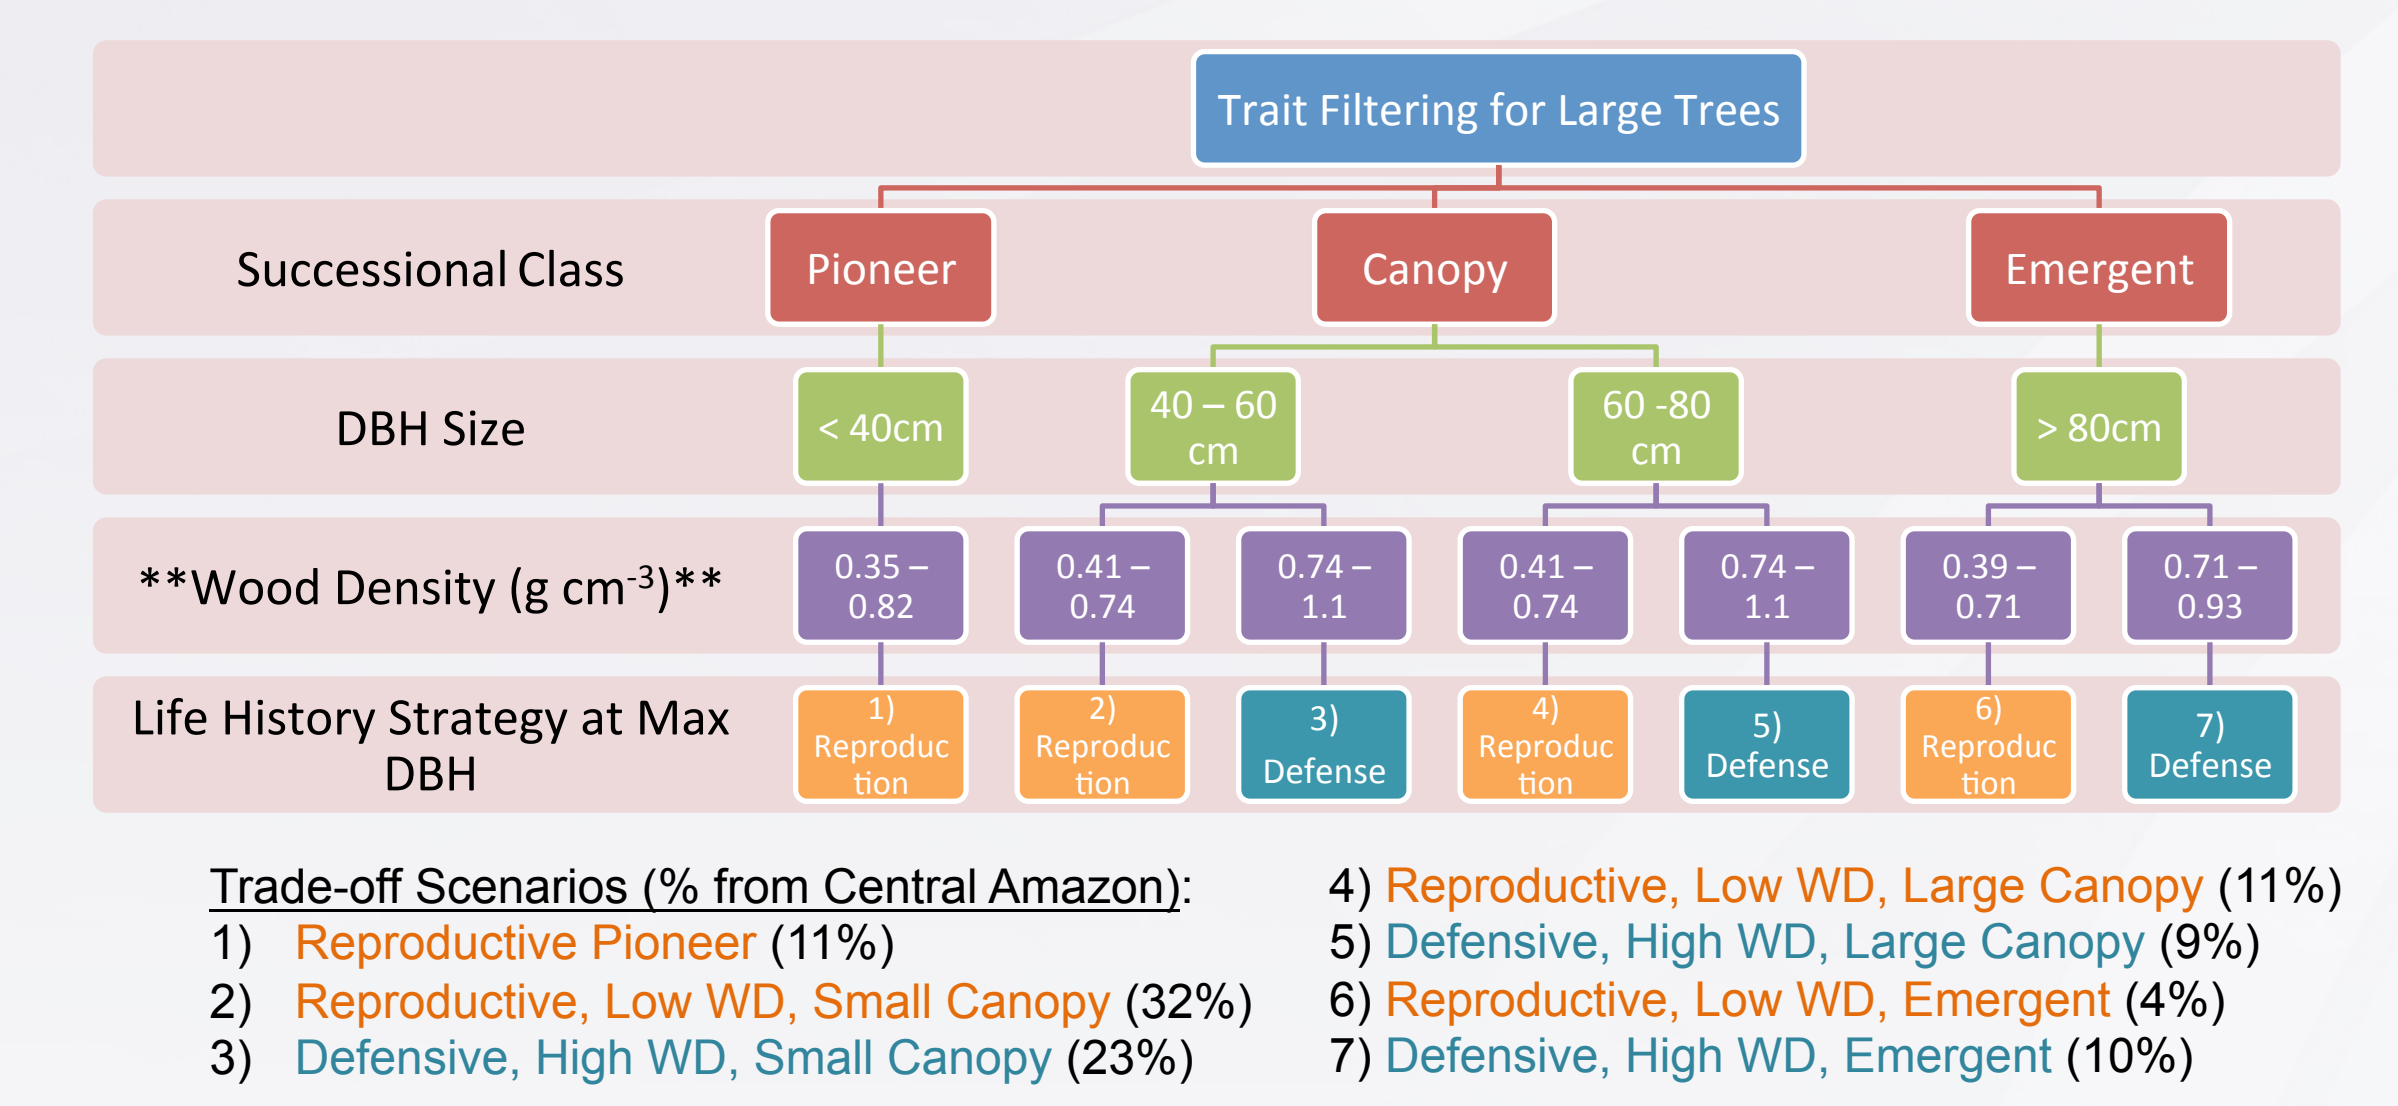 Trait Filtering for Large Trees
Successional Class
Pioneer
Canopy
Emergent
DBH Size
< 40cm
40 – 60
cm
60 -80
cm
> 80cm
**Wood Density (g cm-3)**
0.35 –
0.82
0.41 –
0.74
0.74 –
1.1
0.41 –
0.74
0.74 –
1.1
0.39 –
0.71
0.71 –
0.93
Life History Strategy at Max
DBH
1)
Reproduc
tion
2)
Reproduc
tion
3)
Defense
4)
Reproduc
tion
5)
Defense
6)
Reproduc
tion
7)
Defense
Trade-off Scenarios (% from Central Amazon):
1) Reproductive Pioneer (11%)
2) Reproductive, Low WD, Small Canopy (32%)
3) Defensive, High WD, Small Canopy (23%)
4) Reproductive, Low WD, Large Canopy (11%)
5) Defensive, High WD, Large Canopy (9%)
6) Reproductive, Low WD, Emergent (4%)
7) Defensive, High WD, Emergent (10%)